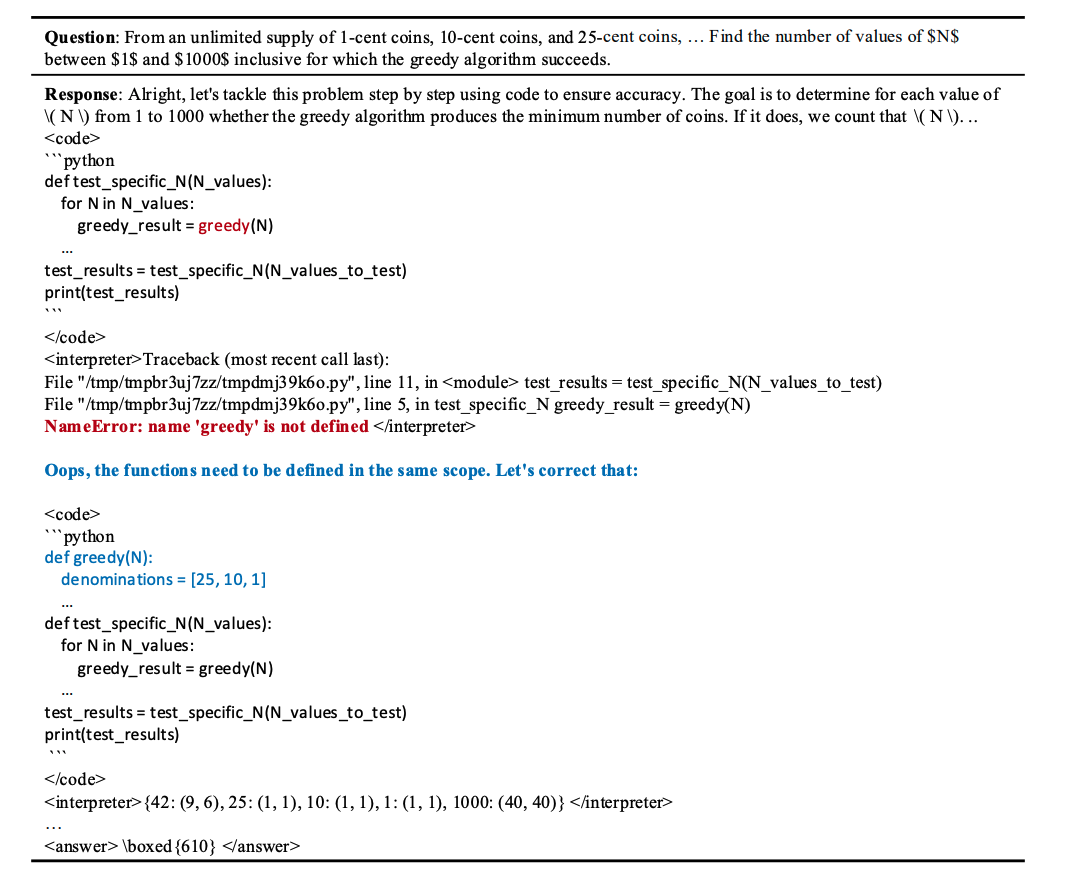 Question: From an unlimited supply of 1-cent coins, 10-cent coins, and 25-cent coins, … Find the number of values of $N$
between $1$ and $1000$ inclusive for which the greedy algorithm succeeds.
Response: Alright, let's tackle this problem step by step using code to ensure accuracy. The goal is to determine for each value of
\( N \) from 1 to 1000 whether the greedy algorithm produces the minimum number of coins. If it does, we count that \( N \). ..
<code>
```python
def test_specific_N(N_values):
    for N in N_values:
        greedy_result = greedy(N)
    ...
test_results = test_specific_N(N_values_to_test)
print(test_results)
```
</code>
<interpreter>Traceback (most recent call last):
File "/tmp/tmpbr3uj7zz/tmpdmj39k6o.py", line 11, in <module> test_results = test_specific_N(N_values_to_test)
File "/tmp/tmpbr3uj7zz/tmpdmj39k6o.py", line 5, in test_specific_N greedy_result = greedy(N)
NameError: name 'greedy' is not defined </interpreter>
Oops, the functions need to be defined in the same scope. Let's correct that:
<code>
```python
def greedy(N):
    denominations = [25, 10, 1]
    ...
def test_specific_N(N_values):
    for N in N_values:
        greedy_result = greedy(N)
    ...
test_results = test_specific_N(N_values_to_test)
print(test_results)
```
</code>
<interpreter>{42: (9, 6), 25: (1, 1), 10: (1, 1), 1: (1, 1), 1000: (40, 40)} </interpreter>
…
<answer> \boxed{610} </answer>